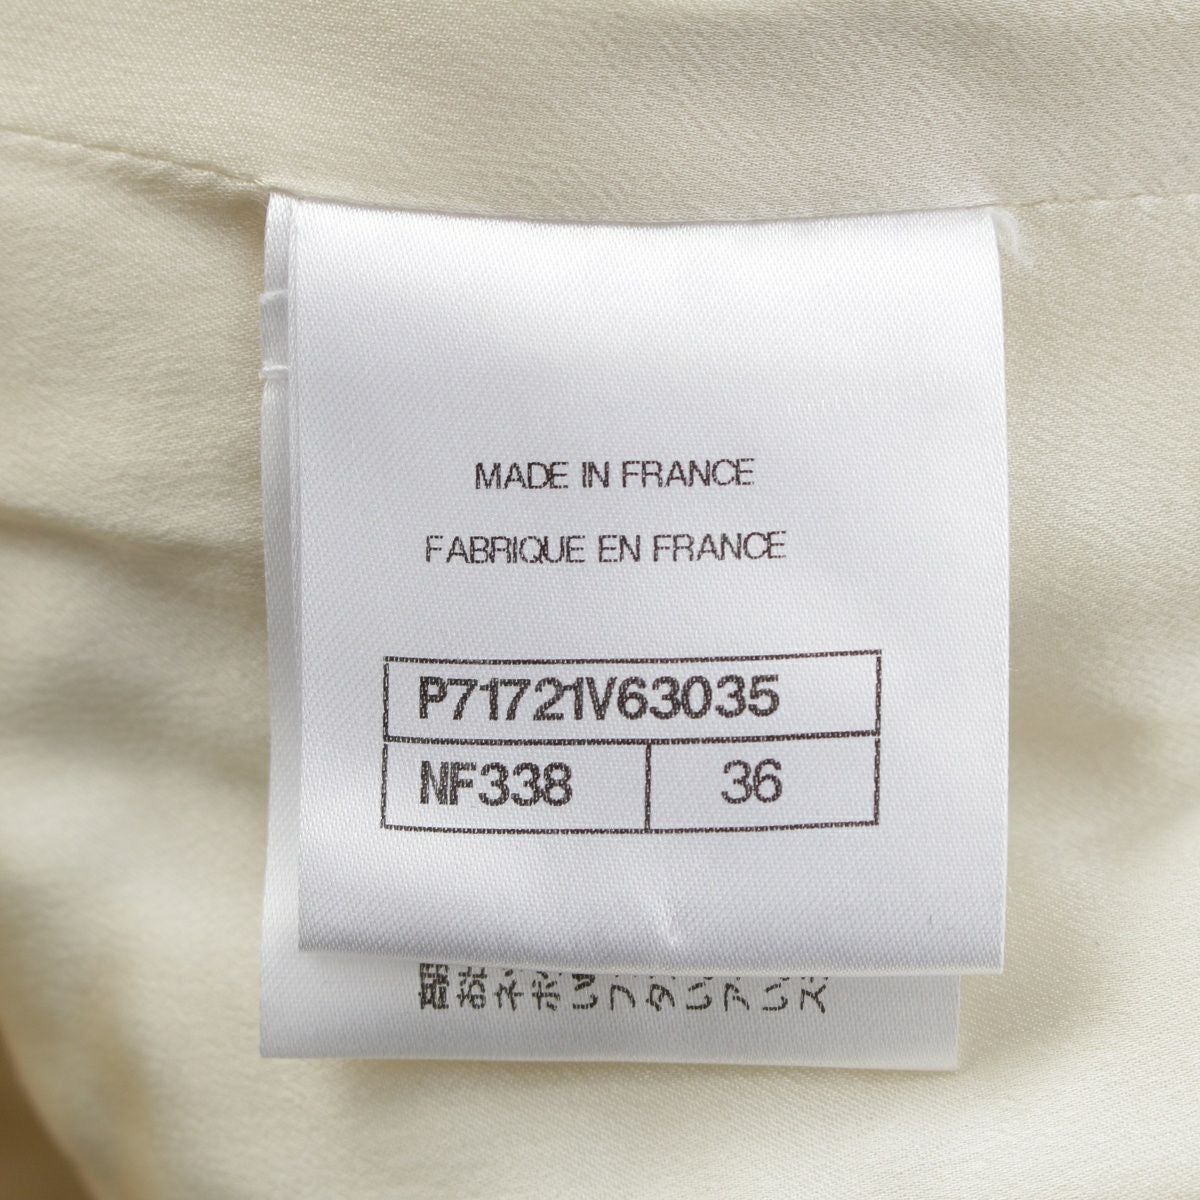 MADE IN FRANCE
FABRIQUE EN FRANCE
P71721V63035
NF338 36